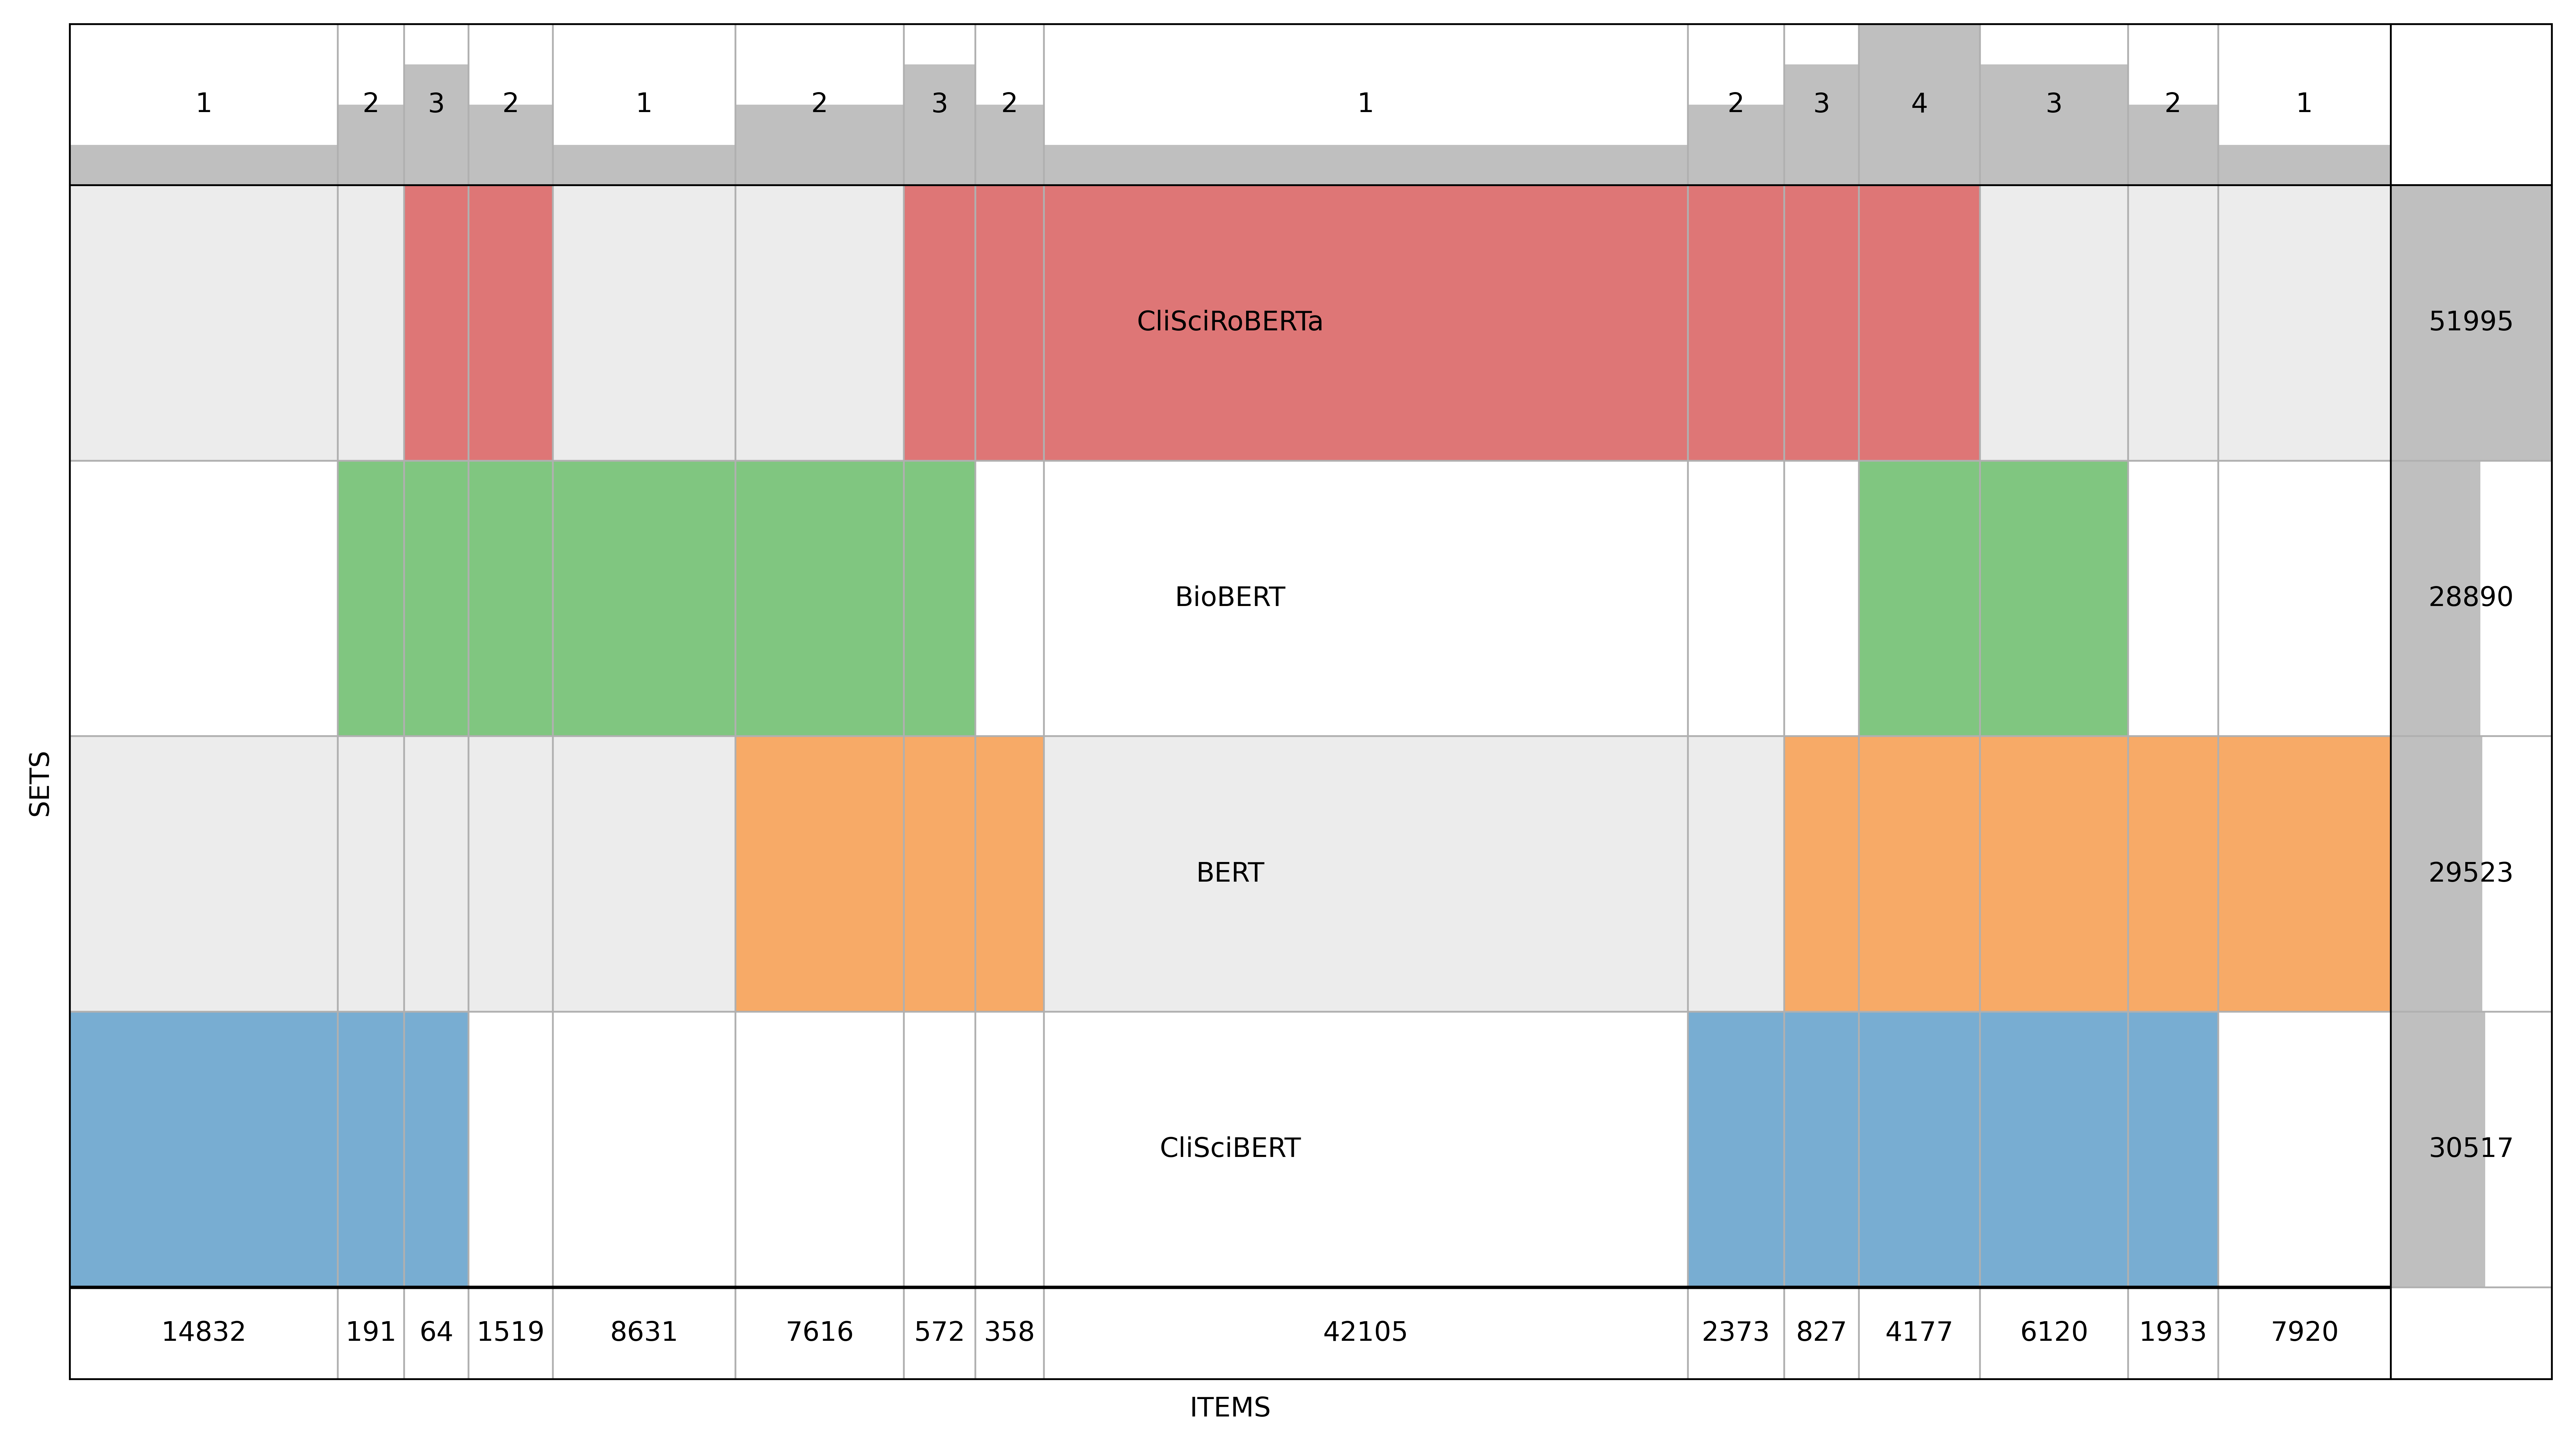 1 2 3 2 1 2 3 2 1 2 3 4 3 2 1
CliSciRoBERTa 51995
BioBERT 28890
SETS
BERT 29523
CliSciBERT 30517
14832 191 64 1519 8631 7616 572 358 42105 2373 827 4177 6120 1933 7920
ITEMS